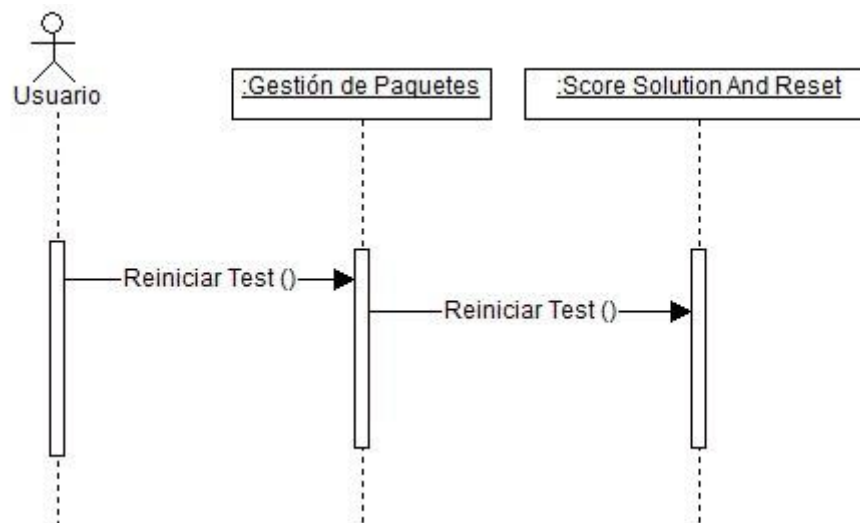 Usuario
:Gestión de Paquetes
:Score Solution And Reset
Reiniciar Test ()
Reiniciar Test ()